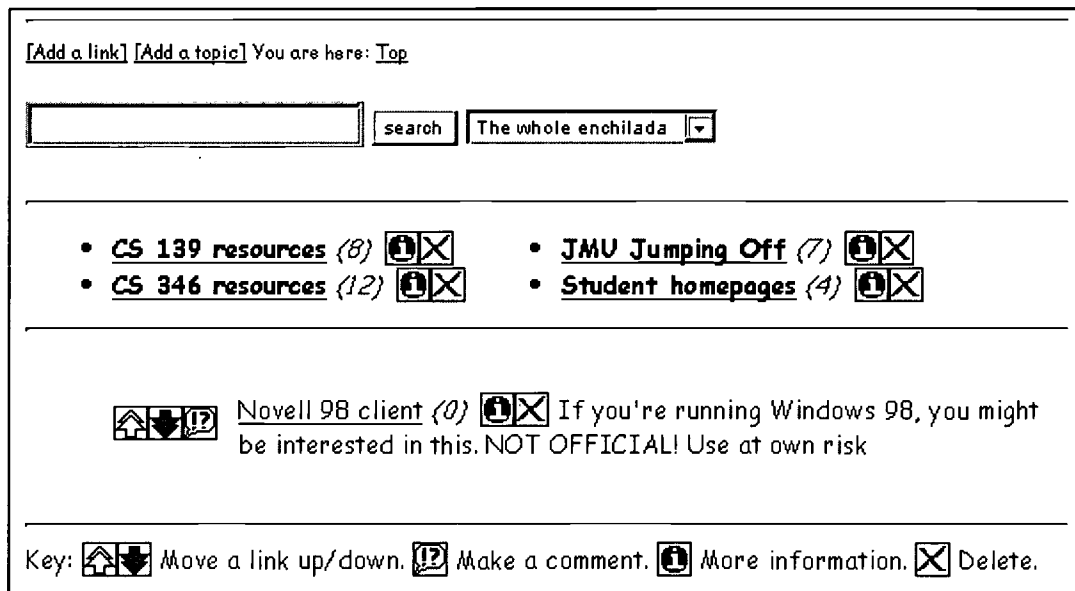 [Add a link] [Add a topic] You are here: Top
search The whole enchilada
• CS 139 resources (8) • JMU Jumping Off (7)
• CS 346 resources (12) • Student homepages (4)
Novell 98 client (0) If you're running Windows 98, you might
be interested in this. NOT OFFICIAL! Use at own risk
Key: Move a link up/down. !? Make a comment. i More information. X Delete.